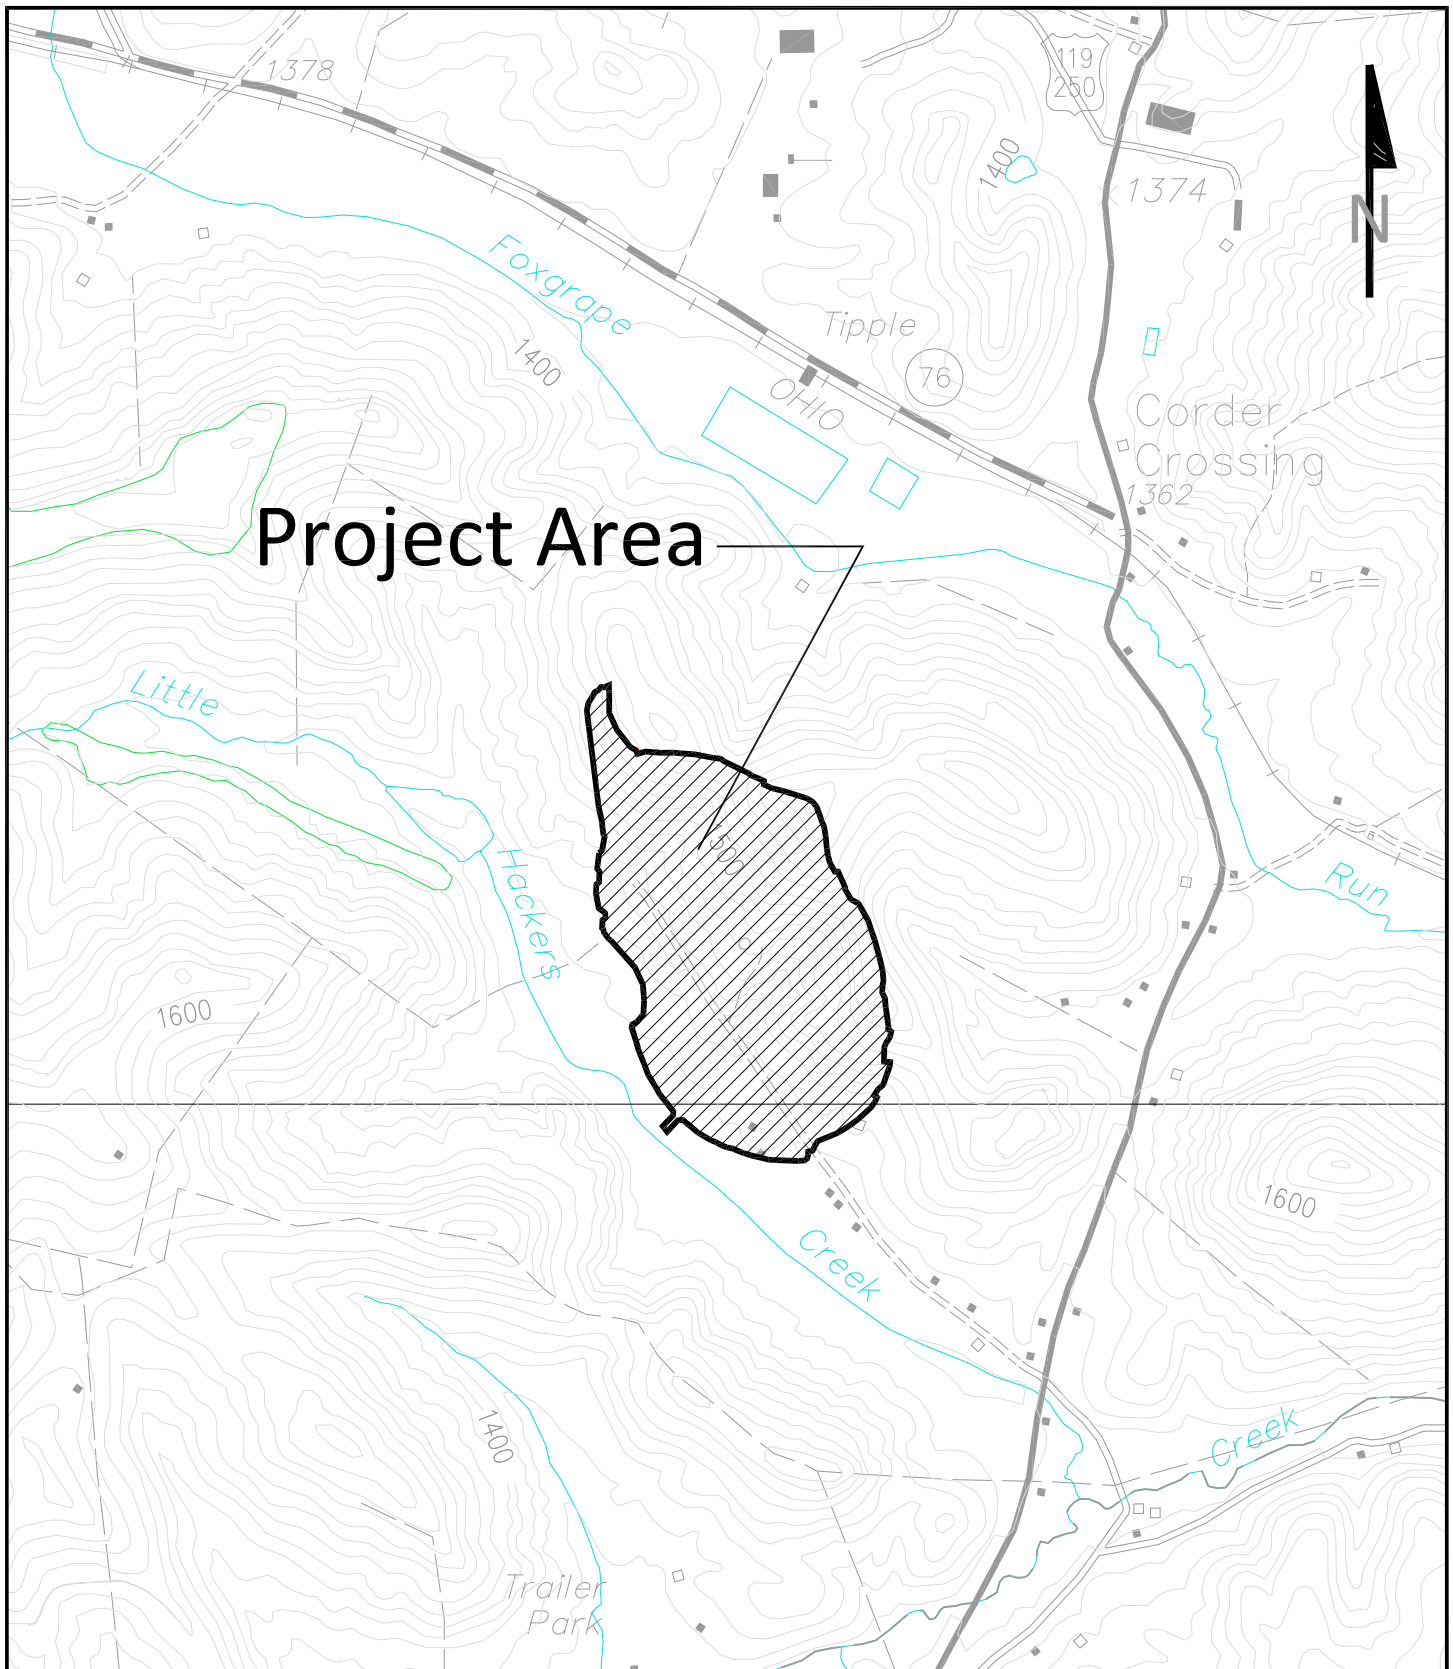 1378
119
250
1400
1374
N
Foxgrape
Tipple
1400
76
OHIO
Corder
Crossing
1362
Project Area
Little
1500
Hackers
Run
1600
1600
Creek
1400
Creek
Trailer
Park